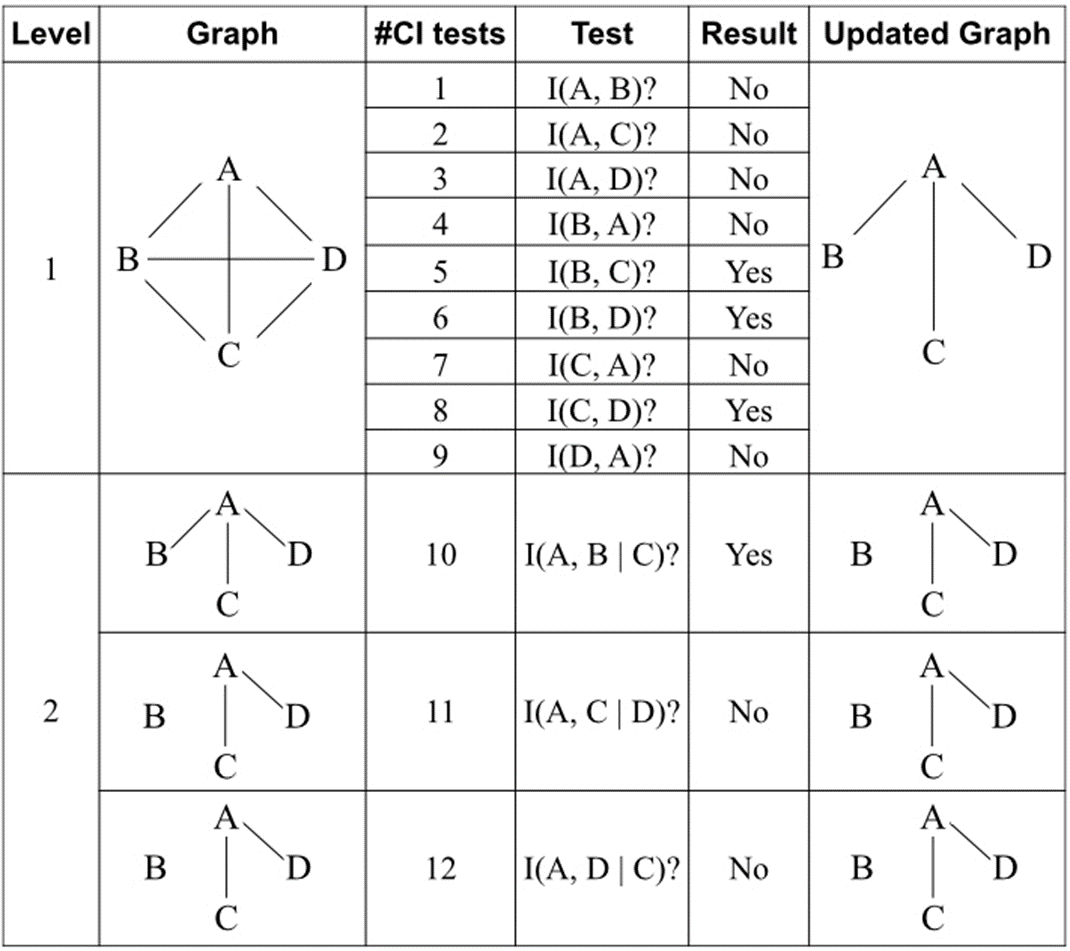 Level Graph #CI tests Test Result Updated Graph
1 I(A, B)? No
2 I(A, C)? No
A 3 I(A, D)? No A
4 I(B, A)? No
1 B D 5 I(B, C)? Yes B D
6 I(B, D)? Yes
C 7 I(C, A)? No C
8 I(C, D)? Yes
9 I(D, A)? No
A A
2 B D 10 I(A, B | C)? Yes B D
C C
A A
B D 11 I(A, C | D)? No B D
C C
A A
B D 12 I(A, D | C)? No B D
C C